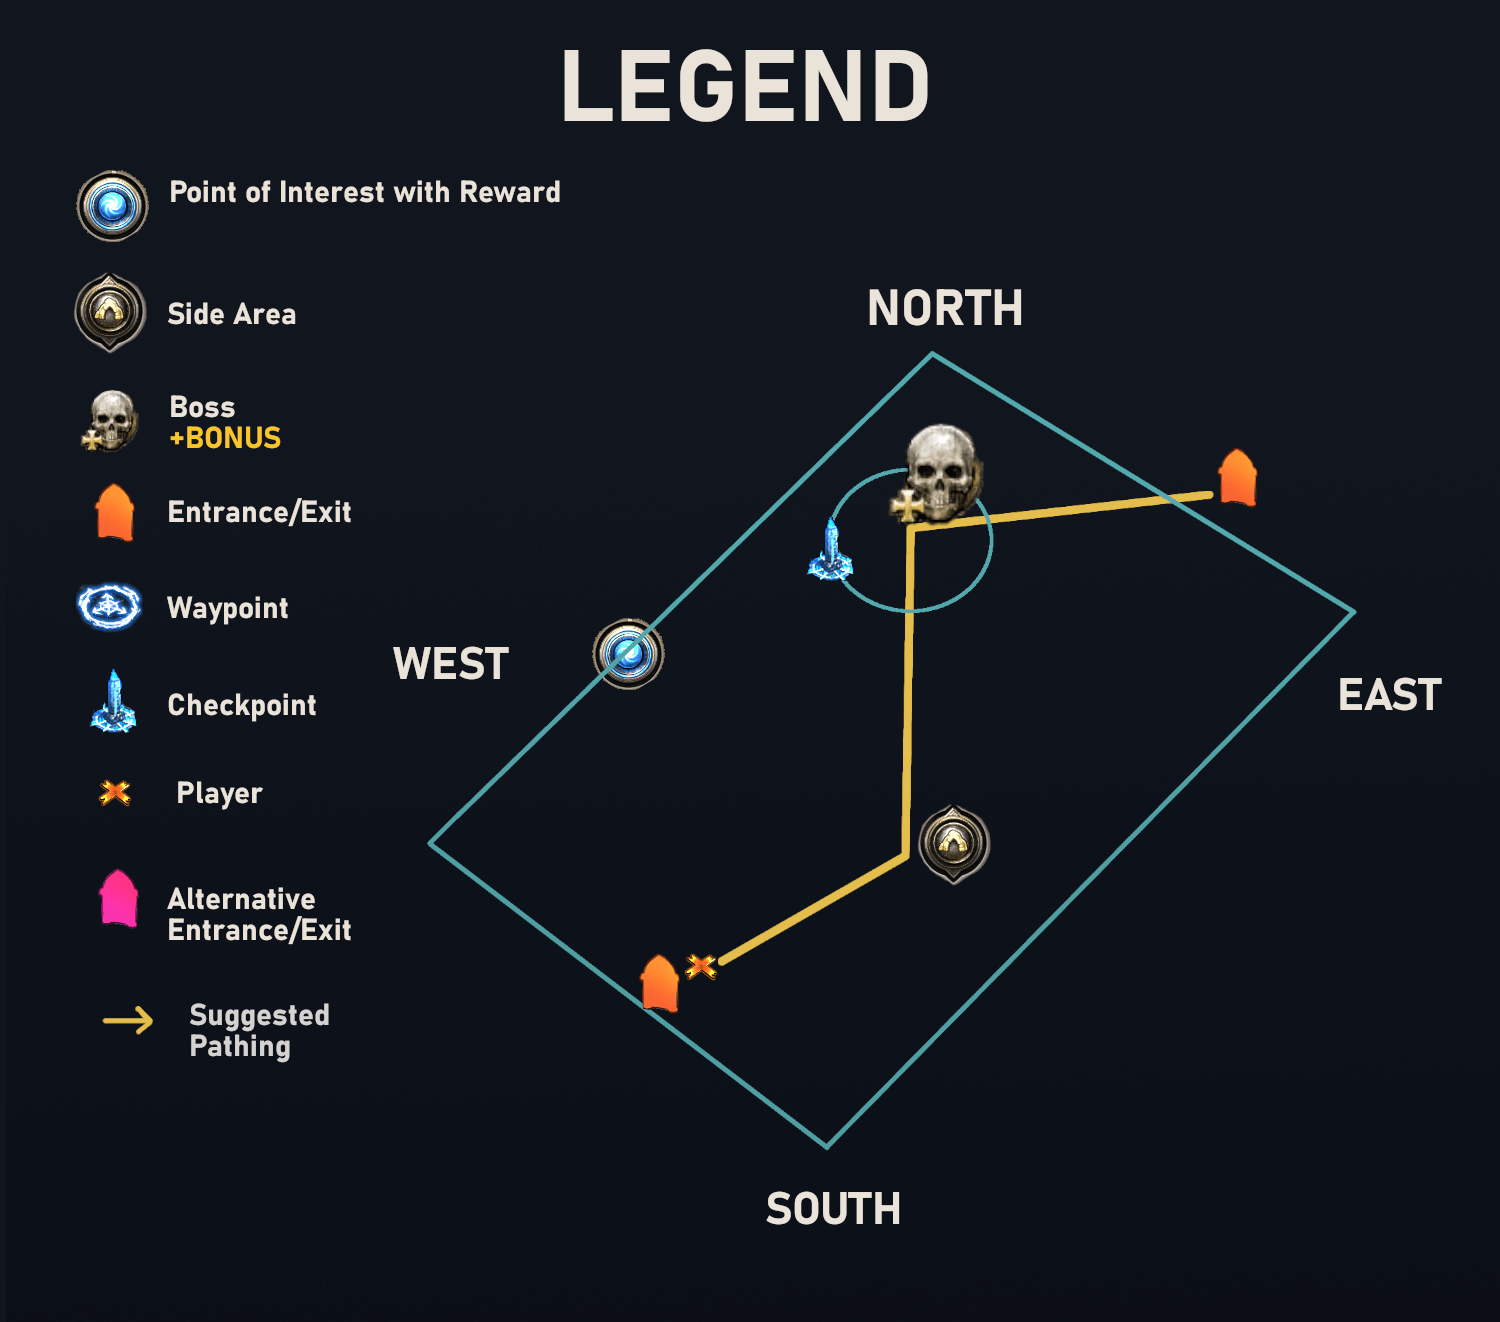 LEGEND
Point of Interest with Reward
Side Area
Boss
+BONUS
Entrance/Exit
Waypoint
Checkpoint
Player
Alternative
Entrance/Exit
Suggested
Pathing
NORTH
WEST
EAST
SOUTH